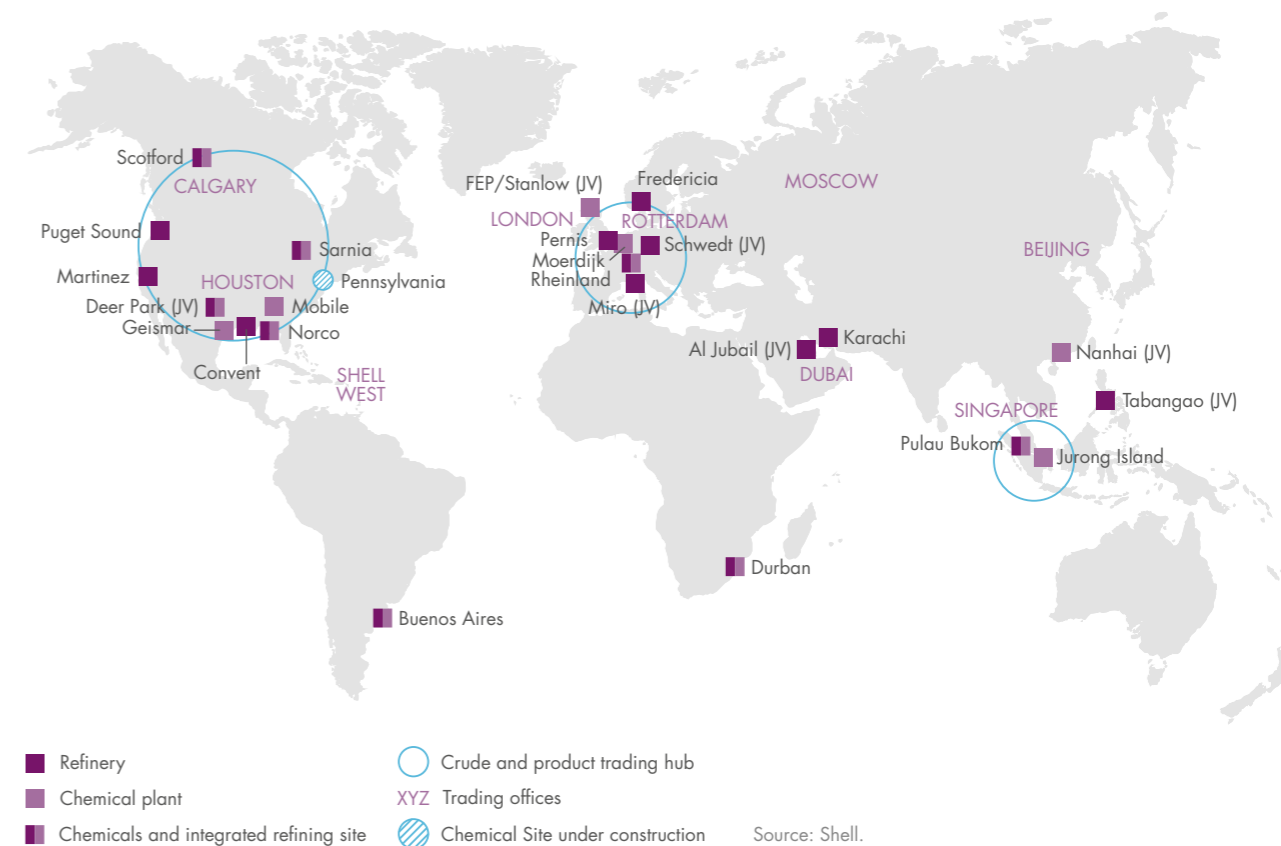 Scotford
CALGARY
Puget Sound
Sarnia
Martinez
HOUSTON
Pennsylvania
Deer Park (JV)
Mobile
Geismar
Norco
Convent
SHELL
WEST
Buenos Aires
FEP/Stanlow (JV)
Fredericia
LONDON
ROTTERDAM
Pernis
Schwedt (JV)
Moerdijk
Rheinland
Miro (JV)
MOSCOW
BEIJING
Al Jubail (JV)
Karachi
DUBAI
Nanhai (JV)
Tabangao (JV)
SINGAPORE
Pulau Bukom
Jurong Island
Durban
Refinery
Chemical plant
Chemicals and integrated refining site
Crude and product trading hub
XYZ Trading offices
Chemical Site under construction
Source: Shell.